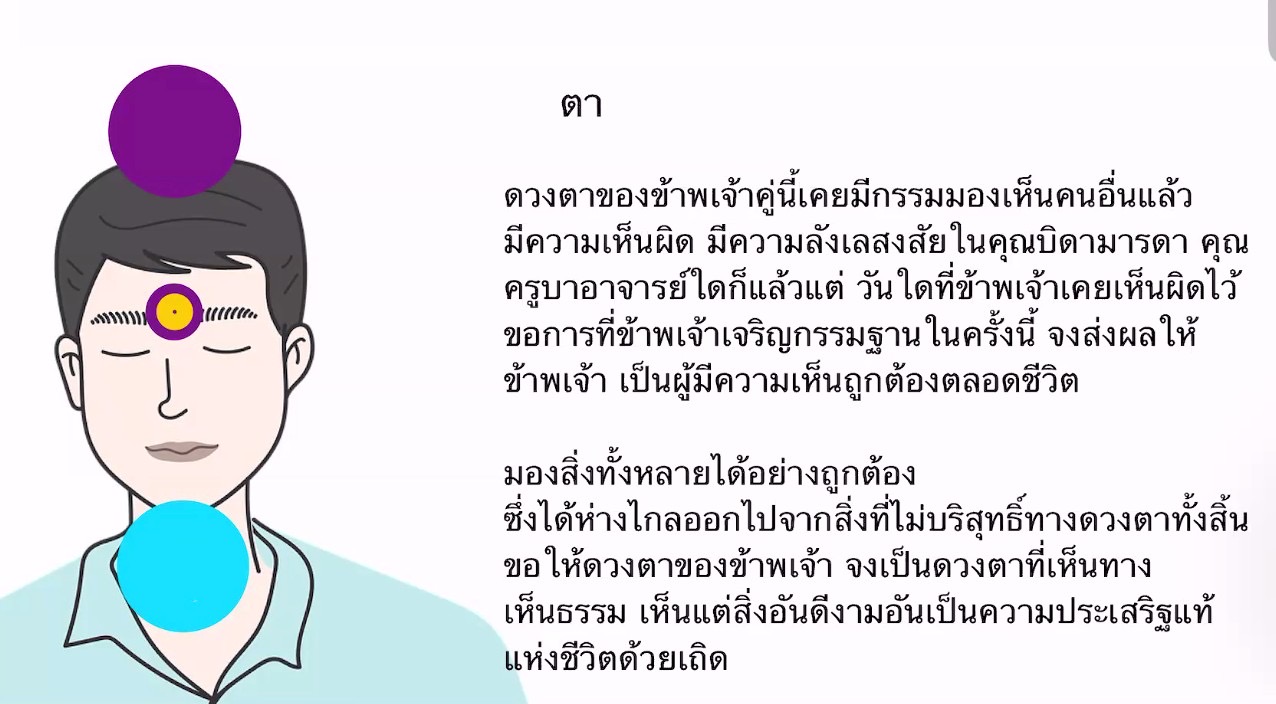 ตา
ดวงตาของข้าพเจ้าคู่นี้เคยมีกรรมมองเห็นคนอื่นแล้ว
มีความเห็นผิด มีความลังเลสงสัยในคุณบิดามารดา คุณ
ครูบาอาจารย์ใดก็แล้วแต่ วันใดที่ข้าพเจ้าเคยเห็นผิดไว้
ขอการที่ข้าพเจ้าเจริญกรรมฐานในครั้งนี้ จงส่งผลให้
ข้าพเจ้า เป็นผู้มีความเห็นถูกต้องตลอดชีวิต
มองสิ่งทั้งหลายได้อย่างถูกต้อง
ซึ่งได้ห่างไกลออกไปจากสิ่งที่ไม่บริสุทธิ์ทางดวงตาทั้งสิ้น
ขอให้ดวงตาของข้าพเจ้า จงเป็นดวงตาที่เห็นทาง
เห็นธรรม เห็นแต่สิ่งอันดีงามอันเป็นความประเสริฐแท้
แห่งชีวิตด้วยเถิด